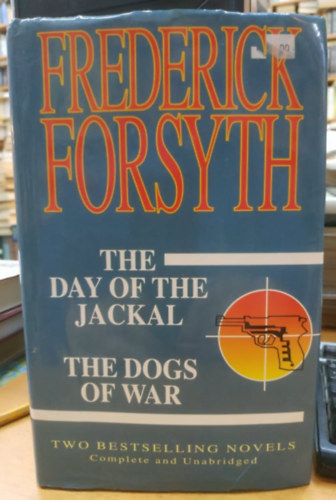 FREDERICK
FORSYTH
THE
DAY OF THE
JACKAL
THE DOGS
OF WAR
TWO BESTSELLING NOVELS
Complete and Unabridged